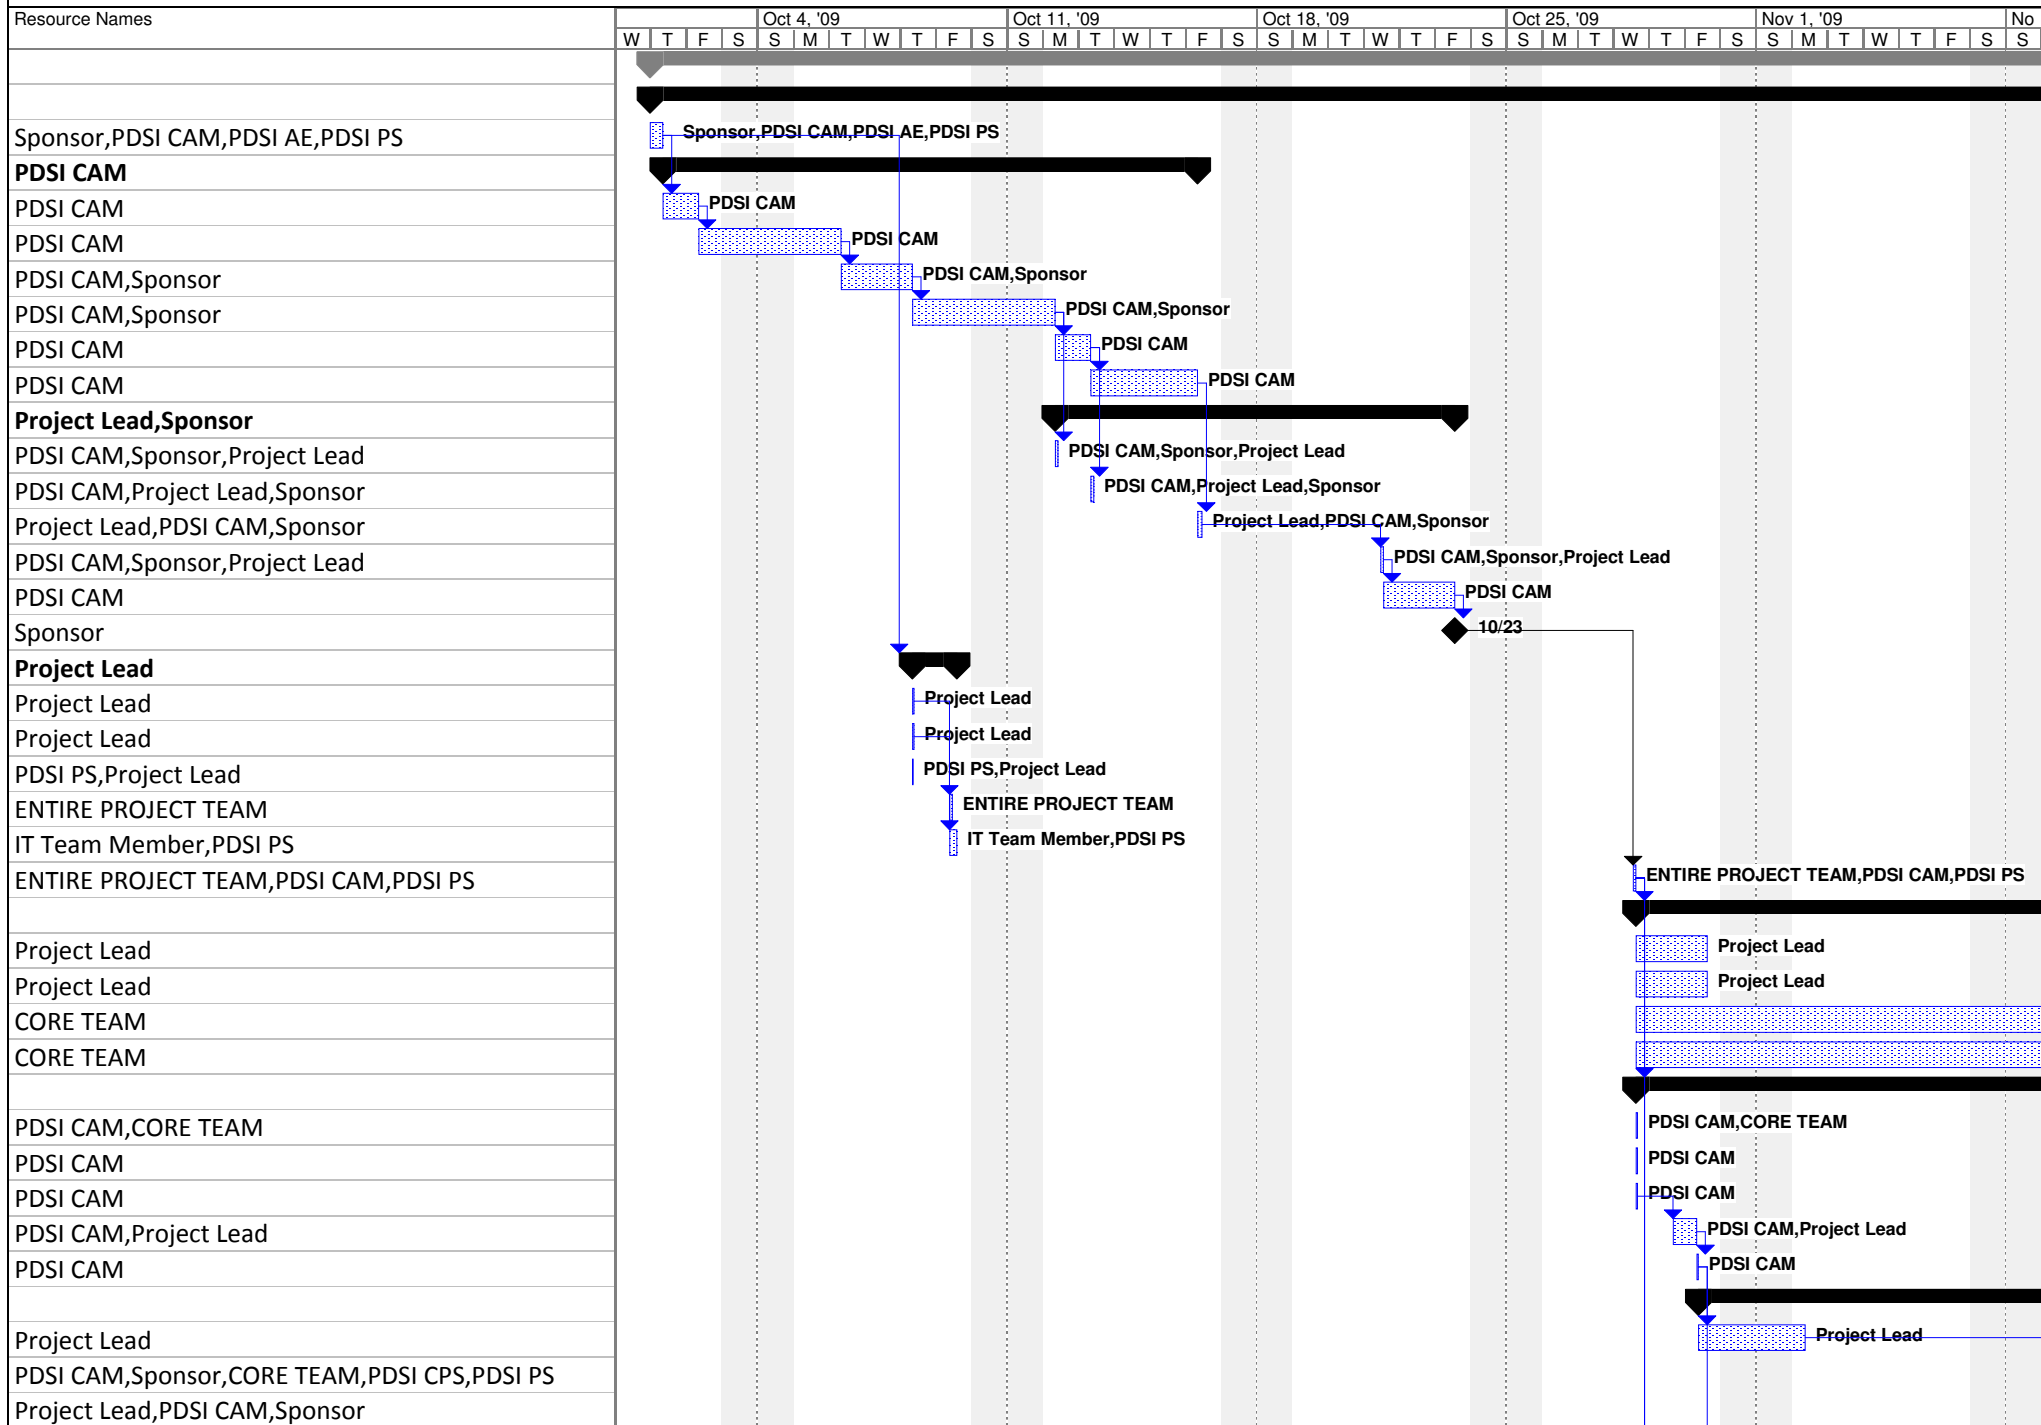 Resource Names
Oct 4, '09 Oct 11, '09 Oct 18, '09 Oct 25, '09 Nov 1, '09 No
W T F S S M T W T F S S M T W T F S S M T W T F S S M T W T F S S M T W T F S S
Sponsor,PDSI CAM,PDSI AE,PDSI PS Sponsor,PDSI CAM,PDSI AE,PDSI PS
PDSI CAM
PDSI CAM PDSI CAM
PDSI CAM PDSI CAM
PDSI CAM,Sponsor PDSI CAM,Sponsor
PDSI CAM,Sponsor PDSI CAM,Sponsor
PDSI CAM PDSI CAM
PDSI CAM PDSI CAM
Project Lead,Sponsor
PDSI CAM,Sponsor,Project Lead PDSI CAM,Sponsor,Project Lead
PDSI CAM,Project Lead,Sponsor PDSI CAM,Project Lead,Sponsor
Project Lead,PDSI CAM,Sponsor Project Lead,PDSI CAM,Sponsor
PDSI CAM,Sponsor,Project Lead PDSI CAM,Sponsor,Project Lead
PDSI CAM PDSI CAM
Sponsor 10/23
Project Lead
Project Lead Project Lead
Project Lead Project Lead
PDSI PS,Project Lead PDSI PS,Project Lead
ENTIRE PROJECT TEAM ENTIRE PROJECT TEAM
IT Team Member,PDSI PS IT Team Member,PDSI PS
ENTIRE PROJECT TEAM,PDSI CAM,PDSI PS ENTIRE PROJECT TEAM,PDSI CAM,PDSI PS
Project Lead Project Lead
Project Lead Project Lead
CORE TEAM
CORE TEAM
PDSI CAM,CORE TEAM PDSI CAM,CORE TEAM
PDSI CAM PDSI CAM
PDSI CAM PDSI CAM
PDSI CAM,Project Lead PDSI CAM,Project Lead
PDSI CAM PDSI CAM
Project Lead Project Lead
PDSI CAM,Sponsor,CORE TEAM,PDSI CPS,PDSI PS
Project Lead,PDSI CAM,Sponsor